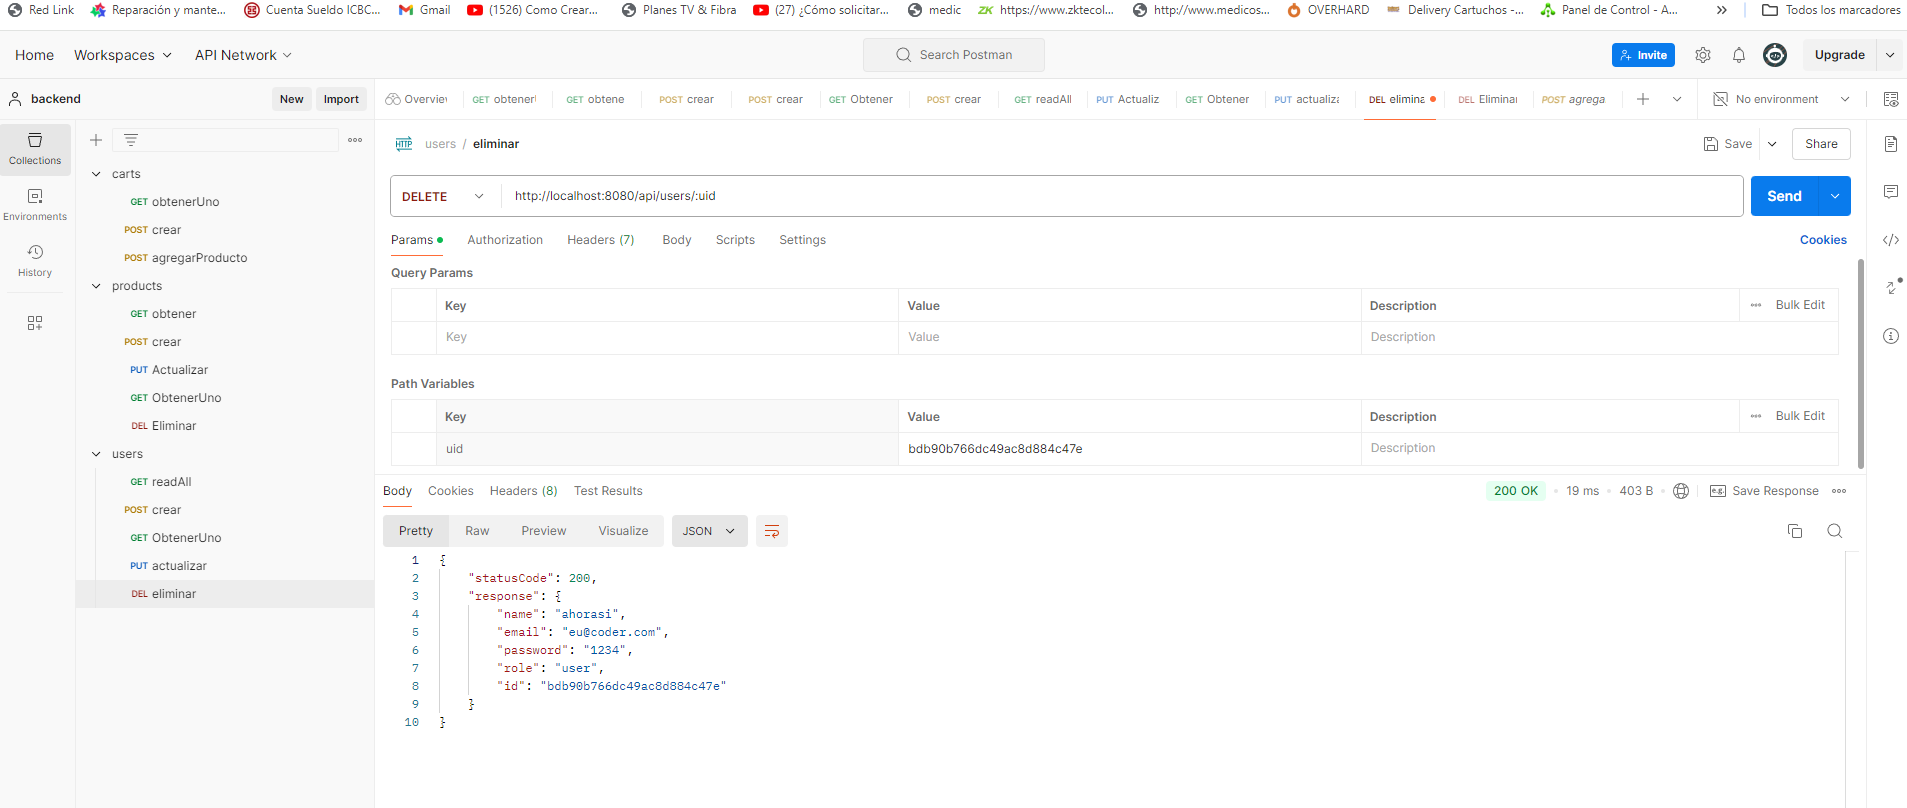 Red Link Reparación y mante... Cuenta Sueldo ICBC... Gmail (1526) Como Crear... Planes TV & Fibra (27) ¿Cómo solicitar... medic https://www.zktecol... http://www.medicos... OVERHARD Delivery Cartuchos -... Panel de Control - A... Todos los marcadores
Home Workspaces API Network Search Postman Invite Upgrade
backend New Import Overvie GET obtenerU GET obtene POST crear POST crear GET Obtener POST crear GET readAll PUT Actualiz GET Obtener PUT actualiza DEL elimina DEL Eliminar POST agrega No environment
Collections
Environments
History
carts
GET obtenerUno
POST crear
POST agregarProducto
products
GET obtener
POST crear
PUT Actualizar
GET ObtenerUno
DEL Eliminar
users
GET readAll
POST crear
GET ObtenerUno
PUT actualizar
DEL eliminar
HTTP users / eliminar Save Share
DELETE http://localhost:8080/api/users/:uid Send
Params Authorization Headers (7) Body Scripts Settings Cookies
Query Params
Key Value Description Bulk Edit
Key Value Description
Path Variables
Key Value Description Bulk Edit
uid bdb90b766dc49ac8d884c47e Description
Body Cookies Headers (8) Test Results 200 OK 19 ms 403 B e.g. Save Response
Pretty Raw Preview Visualize JSON
1 {
2 "statusCode": 200,
3 "response": {
4 "name": "ahorasi",
5 "email": "eu@coder.com",
6 "password": "1234",
7 "role": "user",
8 "id": "bdb90b766dc49ac8d884c47e"
9 }
10 }